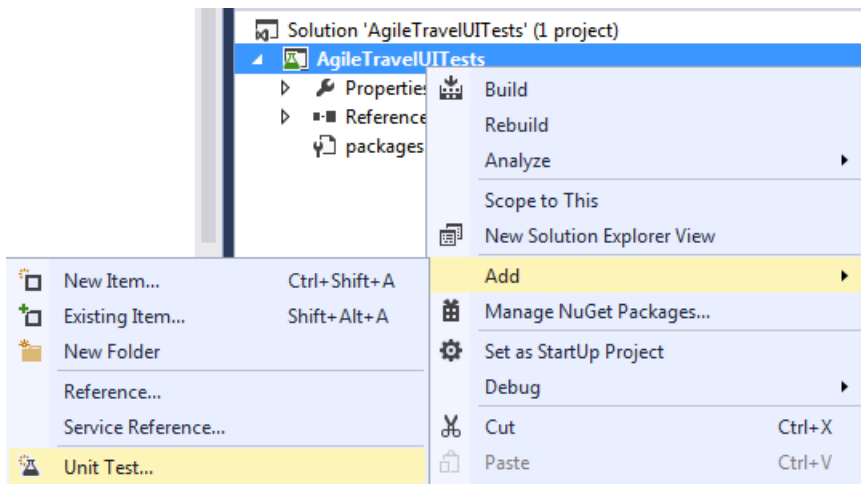 Solution 'AgileTravelUITests' (1 project)
AgileTravelUITests
Properties
Reference
packages
Build
Rebuild
Analyze
Scope to This
New Solution Explorer View
Add
Manage NuGet Packages...
Set as StartUp Project
Debug
Cut Ctrl+X
Paste Ctrl+V
New Item... Ctrl+Shift+A
Existing Item... Shift+Alt+A
New Folder
Reference...
Service Reference...
Unit Test...